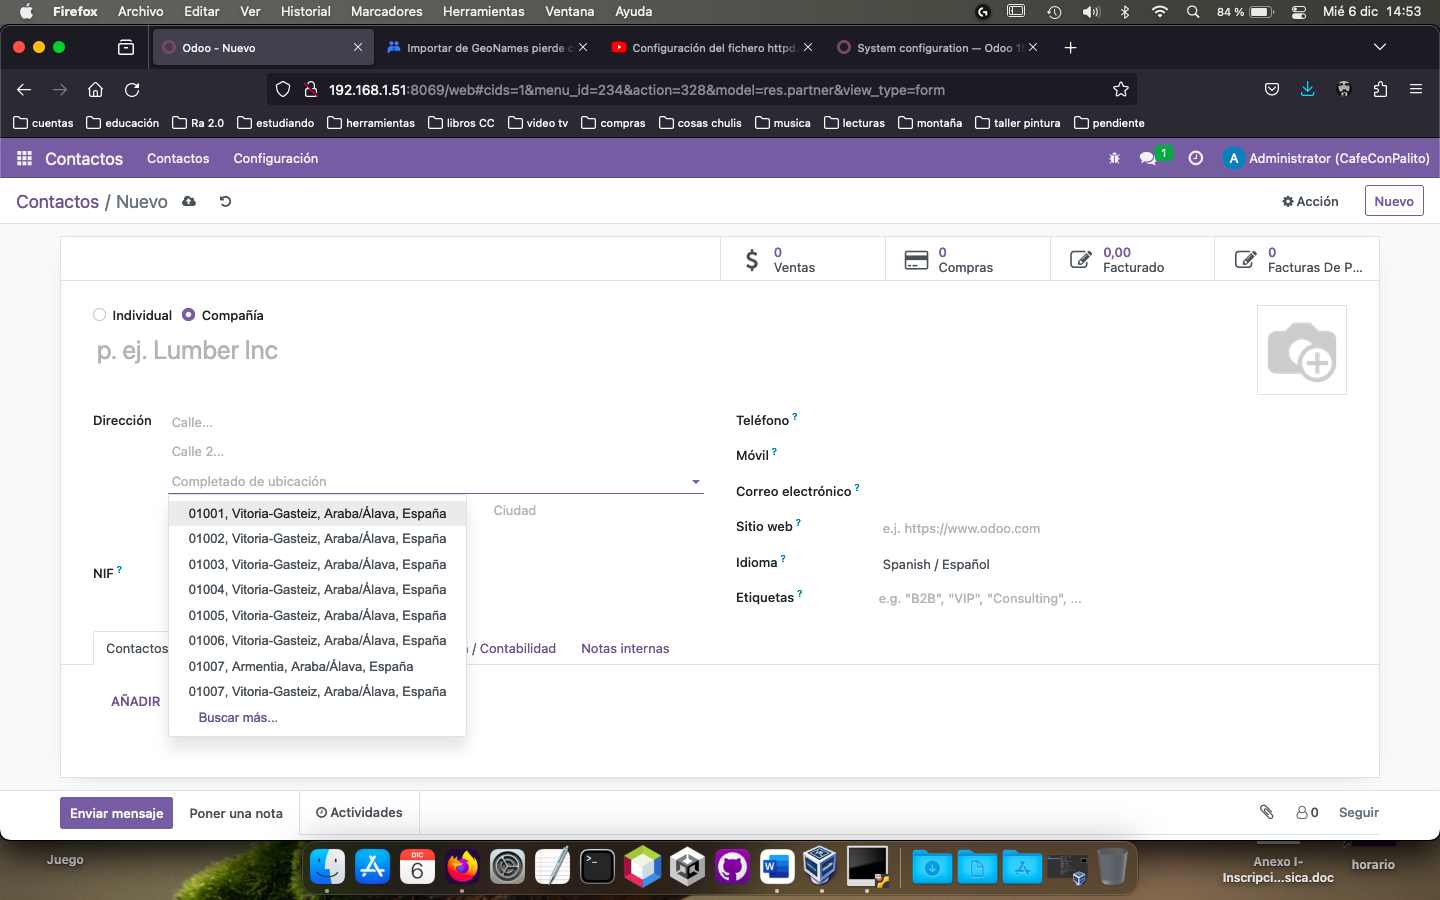 Firefox Archivo Editar Ver Historial Marcadores Herramientas Ventana Ayuda 84 % Mié 6 dic 14:53
Odoo - Nuevo
Importar de GeoNames pierde c
Configuración del fichero httpd.
System configuration — Odoo 1
192.168.1.51:8069/web#cids=1&menu_id=234&action=328&model=res.partner&view_type=form
cuentas educación Ra 2.0 estudiando herramientas libros CC video tv compras cosas chulis musica lecturas montaña taller pintura pendiente
Contactos Contactos Configuración 1 A Administrator (CafeConPalito)
Contactos / Nuevo Acción Nuevo
0 Ventas
0 Compras
0,00 Facturado
0 Facturas De P...
Individual Compañía
p. ej. Lumber Inc
Dirección Calle...
Calle 2...
Completado de ubicación
Ciudad
01001, Vitoria-Gasteiz, Araba/Álava, España
01002, Vitoria-Gasteiz, Araba/Álava, España
01003, Vitoria-Gasteiz, Araba/Álava, España
01004, Vitoria-Gasteiz, Araba/Álava, España
01005, Vitoria-Gasteiz, Araba/Álava, España
01006, Vitoria-Gasteiz, Araba/Álava, España
01007, Armentia, Araba/Álava, España
01007, Vitoria-Gasteiz, Araba/Álava, España
Buscar más...
NIF ?
Teléfono ?
Móvil ?
Correo electrónico ?
Sitio web ? e.j. https://www.odoo.com
Idioma ? Spanish / Español
Etiquetas ? e.g. "B2B", "VIP", "Consulting", ...
Contactos / Contabilidad Notas internas
AÑADIR
Enviar mensaje Poner una nota Actividades 0 Seguir
Juego
DIC
6
W
Anexo I-
Inscripci...sica.doc
horario